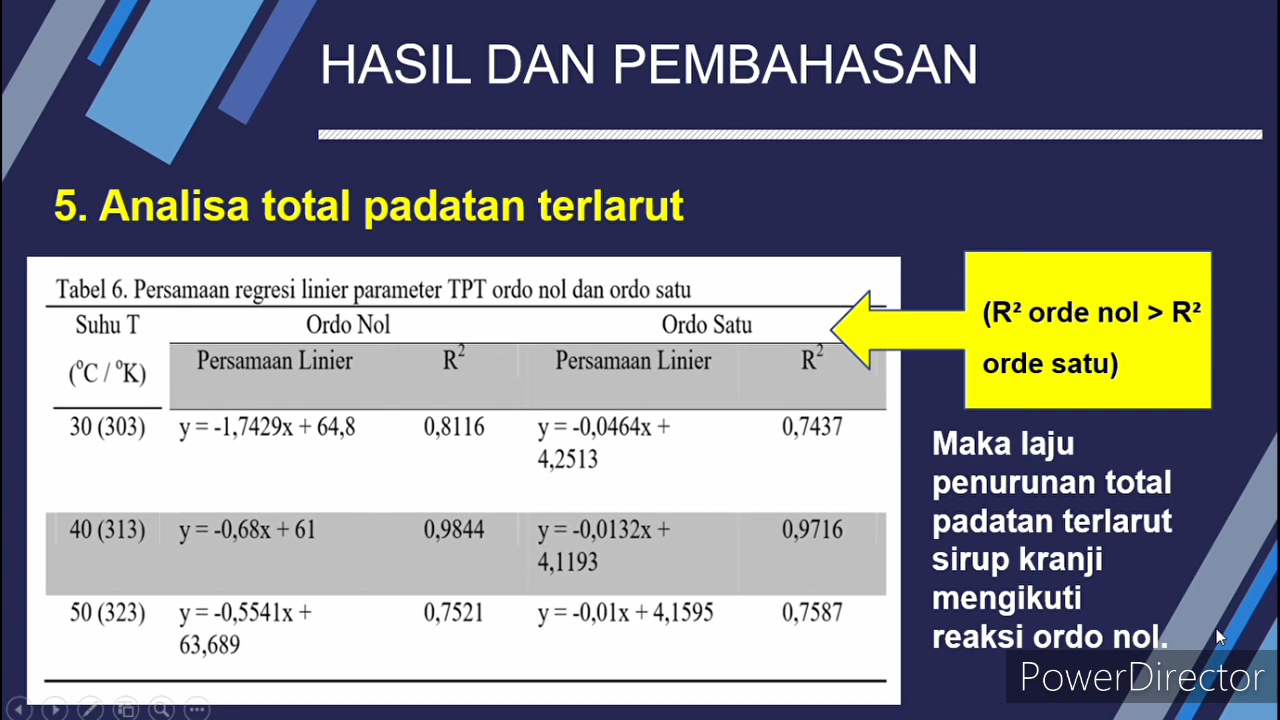 HASIL DAN PEMBAHASAN
5. Analisa total padatan terlarut
Tabel 6. Persamaan regresi linier parameter TPT ordo nol dan ordo satu
Suhu T Ordo Nol Ordo Satu
(°C / °K) Persamaan Linier R² Persamaan Linier R²
30 (303) y = -1,7429x + 64,8 0,8116 y = -0,0464x + 0,7437
4,2513
40 (313) y = -0,68x + 61 0,9844 y = -0,0132x + 0,9716
4,1193
50 (323) y = -0,5541x + 0,7521 y = -0,01x + 4,1595 0,7587
63,689
(R² orde nol > R²
orde satu)
Maka laju
penurunan total
padatan terlarut
sirup kranji
mengikuti
reaksi ordo nol.
PowerDirector